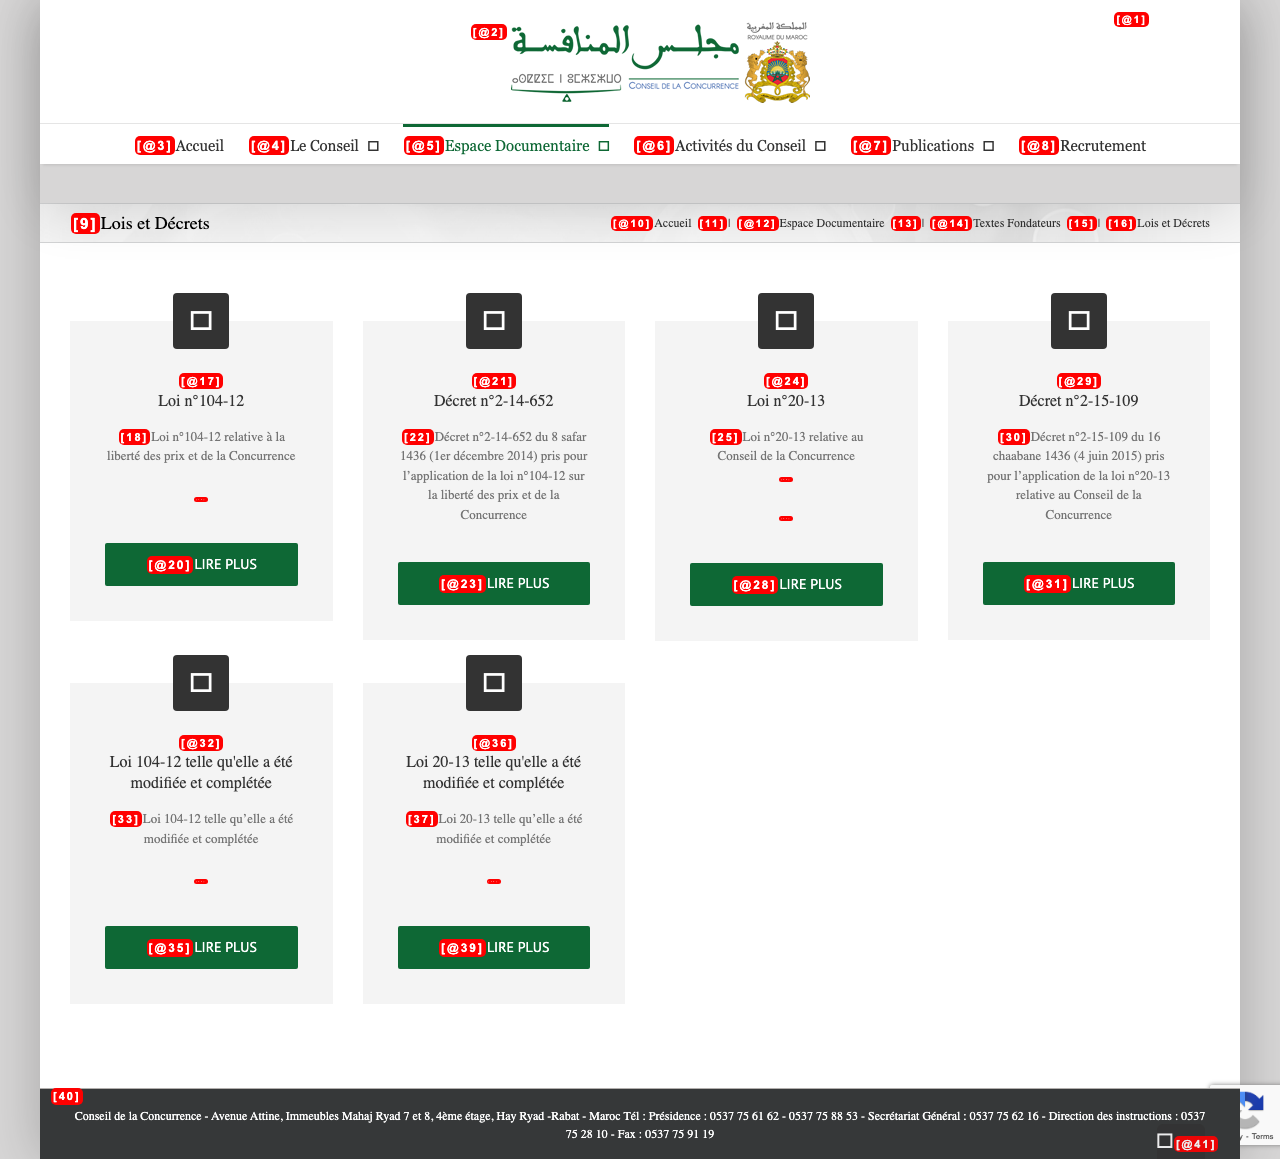 [@1]
[@2]
مجلس المنافسة
CONSEIL DE LA CONCURRENCE
المملكة المغربية
ROYAUME DU MAROC
[@3]Accueil [@4]Le Conseil [@5]Espace Documentaire [@6]Activités du Conseil [@7]Publications [@8]Recrutement
[9]Lois et Décrets
[@10]Accueil [11]| [@12]Espace Documentaire [13]| [@14]Textes Fondateurs [15]| [16]Lois et Décrets
[@17]
Loi n°104-12
[18]Loi n°104-12 relative à la
liberté des prix et de la Concurrence
[@20]LIRE PLUS
[@21]
Décret n°2-14-652
[22]Décret n°2-14-652 du 8 safar
1436 (1er décembre 2014) pris pour
l’application de la loi n°104-12 sur
la liberté des prix et de la
Concurrence
[@23]LIRE PLUS
[@24]
Loi n°20-13
[25]Loi n°20-13 relative au
Conseil de la Concurrence
[@28]LIRE PLUS
[@29]
Décret n°2-15-109
[30]Décret n°2-15-109 du 16
chaabane 1436 (4 juin 2015) pris
pour l’application de la loi n°20-13
relative au Conseil de la
Concurrence
[@31]LIRE PLUS
[@32]
Loi 104-12 telle qu'elle a été
modifiée et complétée
[33]Loi 104-12 telle qu’elle a été
modifiée et complétée
[@35]LIRE PLUS
[@36]
Loi 20-13 telle qu'elle a été
modifiée et complétée
[37]Loi 20-13 telle qu’elle a été
modifiée et complétée
[@39]LIRE PLUS
[40]
Conseil de la Concurrence - Avenue Attine, Immeubles Mahaj Ryad 7 et 8, 4ème étage, Hay Ryad -Rabat - Maroc Tél : Présidence : 0537 75 61 62 - 0537 75 88 53 - Secrétariat Général : 0537 75 62 16 - Direction des instructions : 0537
75 28 10 - Fax : 0537 75 91 19
[@41]
- Terms